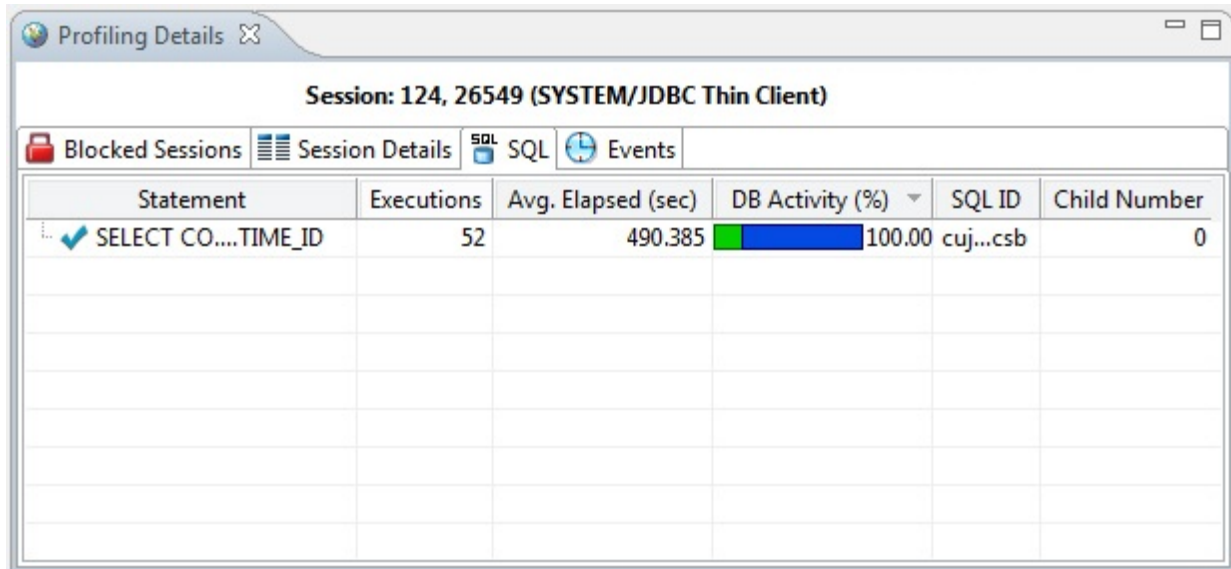 Profiling Details
Session: 124, 26549 (SYSTEM/JDBC Thin Client)
Blocked Sessions Session Details SQL SQL Events
Statement Executions Avg. Elapsed (sec) DB Activity (%) SQL ID Child Number
SELECT CO....TIME_ID 52 490.385 100.00 cuj...csb 0